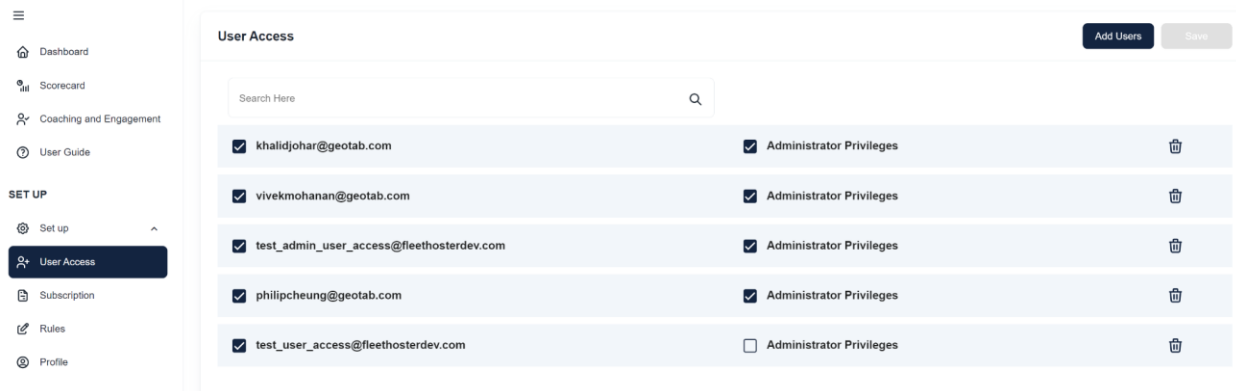 Dashboard
Scorecard
Coaching and Engagement
User Guide
SET UP
Set up
User Access
Subscription
Rules
Profile
User Access
Add Users
Save
Search Here
khalidjohar@geotab.com Administrator Privileges
vivekmohanan@geotab.com Administrator Privileges
test_admin_user_access@fleethosterdev.com Administrator Privileges
philipcheung@geotab.com Administrator Privileges
test_user_access@fleethosterdev.com Administrator Privileges